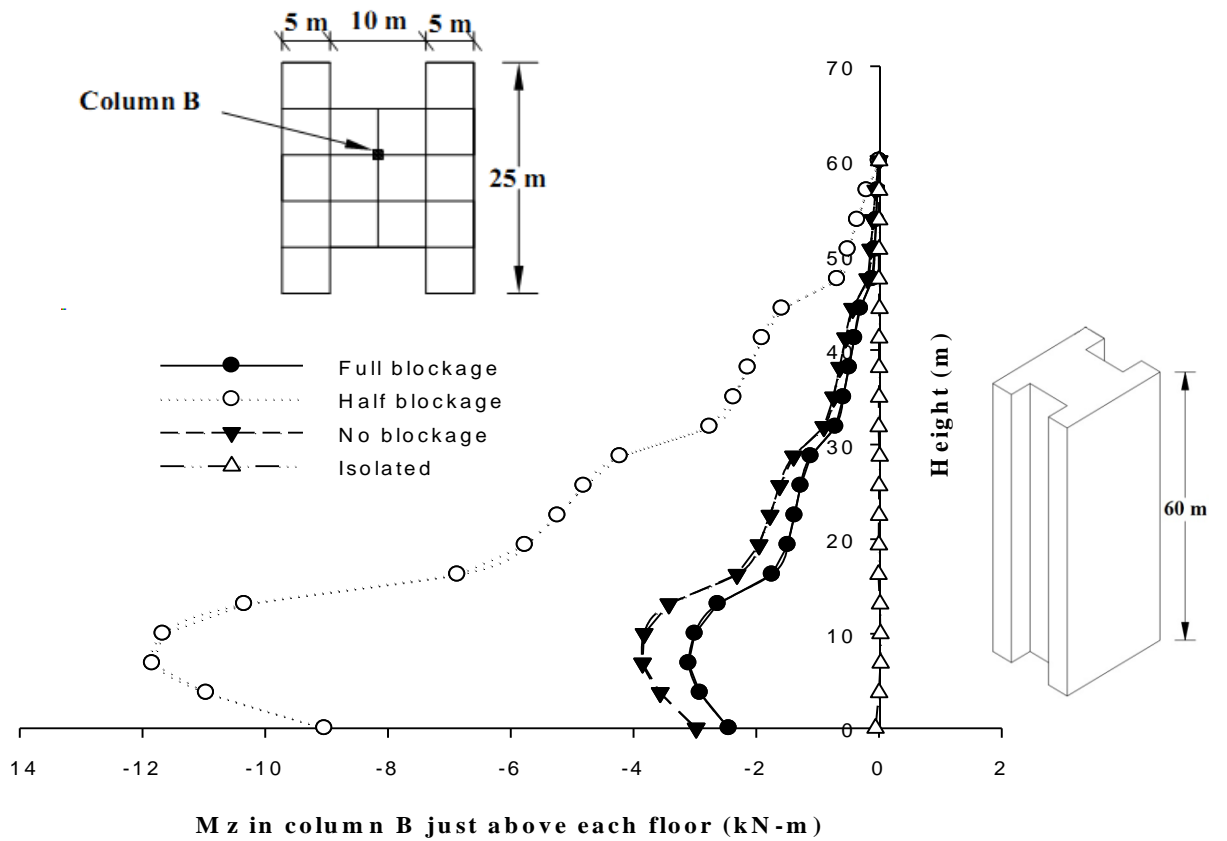 5 m 10 m 5 m
Column B
25 m
70
60
50
40
30
20
10
0
Full blockage
Half blockage
No blockage
Isolated
Height (m)
60 m
14 -12 -10 -8 -6 -4 -2 0 2
Mz in column B just above each floor (kN-m)